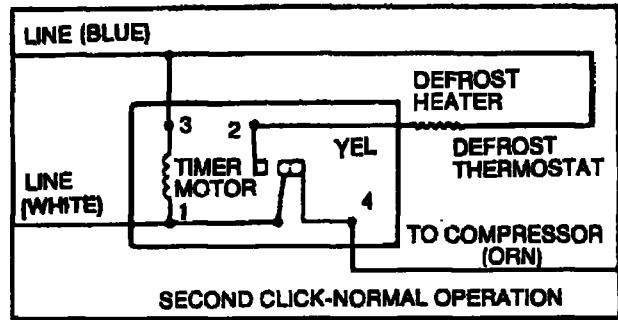 LINE (BLUE)
DEFROST
HEATER
3
2
YEL
DEFROST
THERMOSTAT
TIMER
MOTOR
LINE
(WHITE)
1
4
TO COMPRESSOR
(ORN)
SECOND CLICK-NORMAL OPERATION